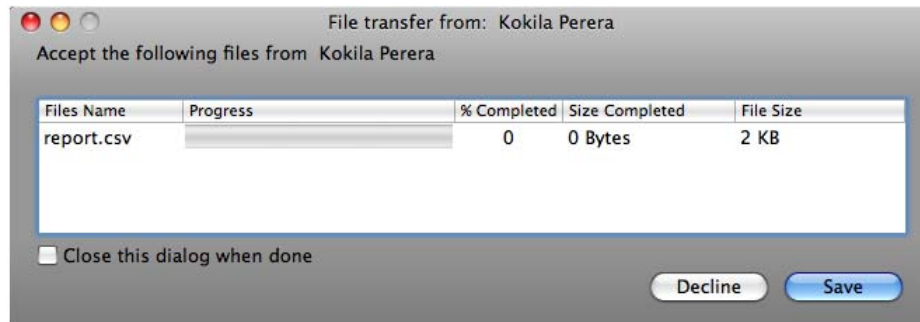 File transfer from: Kokila Perera
Accept the following files from Kokila Perera
Files Name Progress % Completed Size Completed File Size
report.csv 0 0 Bytes 2 KB
Close this dialog when done
Decline Save